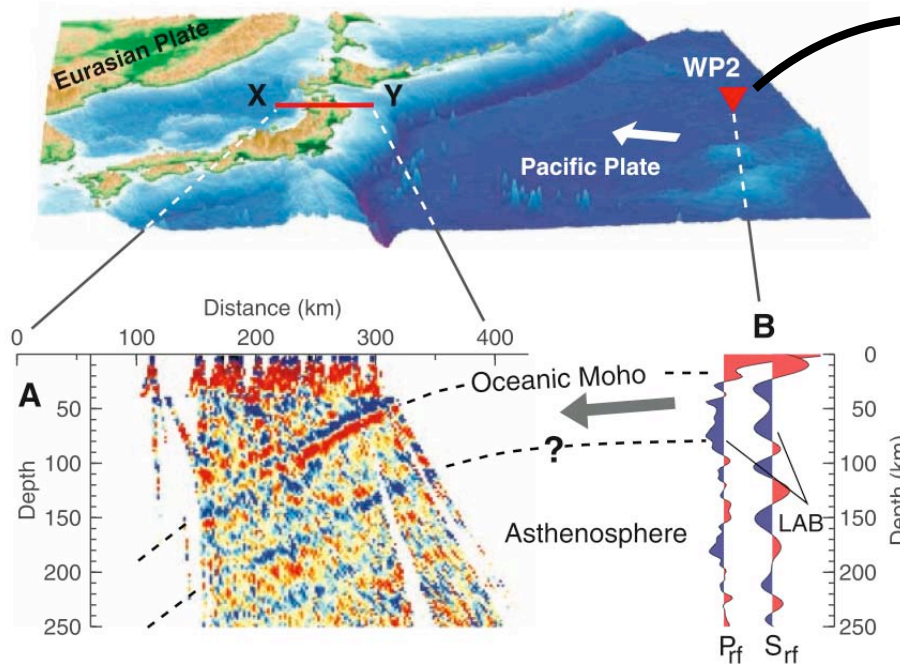 Eurasian Plate
WP2
X
Y
Pacific Plate
Distance (km)
0
100
200
300
400
B
A
Oceanic Moho
0
50
50
?
100
100
Depth
150
Asthenosphere
LAB
150
Depth (km)
200
200
250
250
Prf
Srf